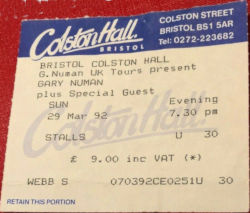 Colston Hall
BRISTOL
COLSTON STREET
BRISTOL BS1 5AR
Tel: 0272-223682
BRISTOL COLSTON HALL
G.Numan UK Tours present
GARY NUMAN
plus Special Guest
SUN Evening
29 Mar 92 7.30 pm
STALLS U 30
£ 9.00 inc VAT (*)
WEBB S 070392CE0251U 30
RETAIN THIS PORTION
Colston Hall